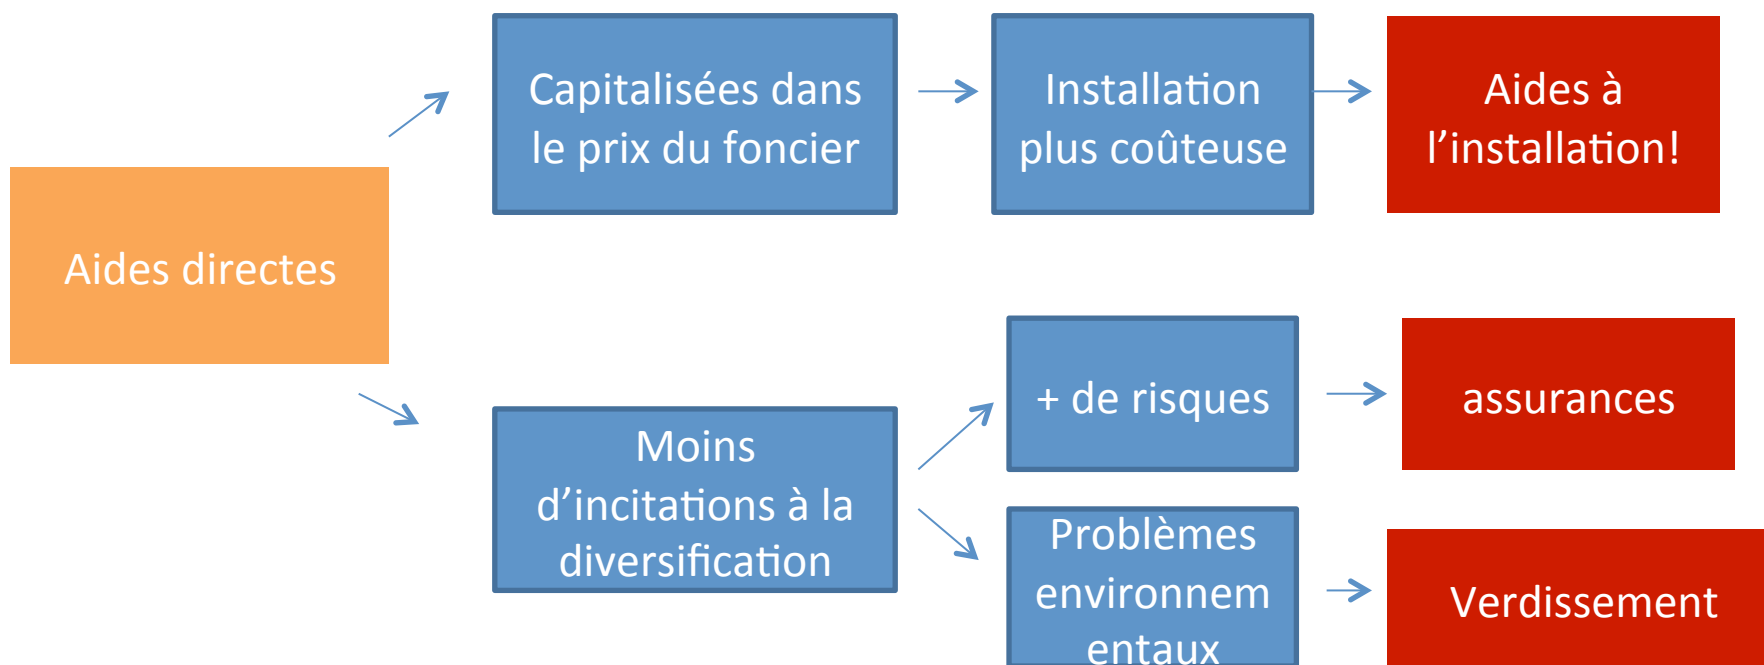 Capitalisées dans
le prix du foncier
Installation
plus coûteuse
Aides à
l’installation!
Aides directes
Moins
d’incitations à la
diversification
+ de risques
assurances
Problèmes
environnem
entaux
Verdissement